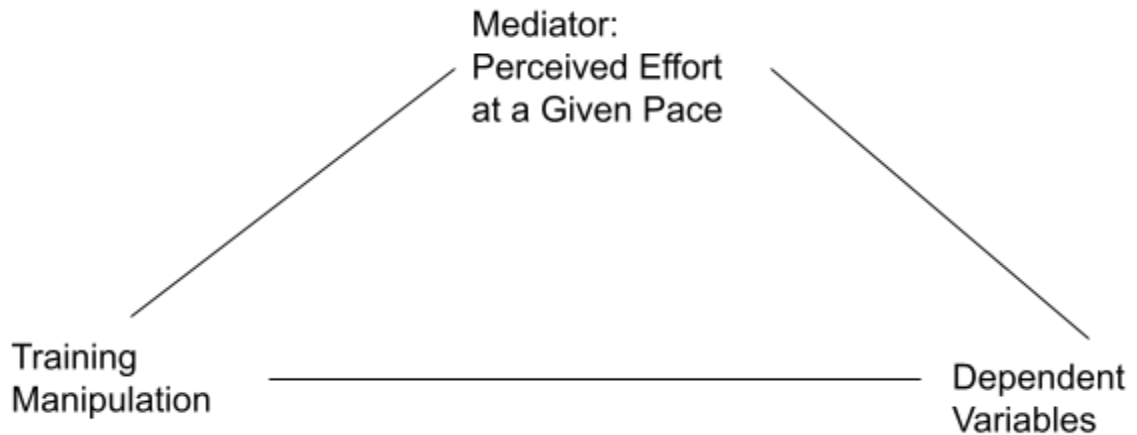 Mediator:
Perceived Effort
at a Given Pace
Training
Manipulation
Dependent
Variables